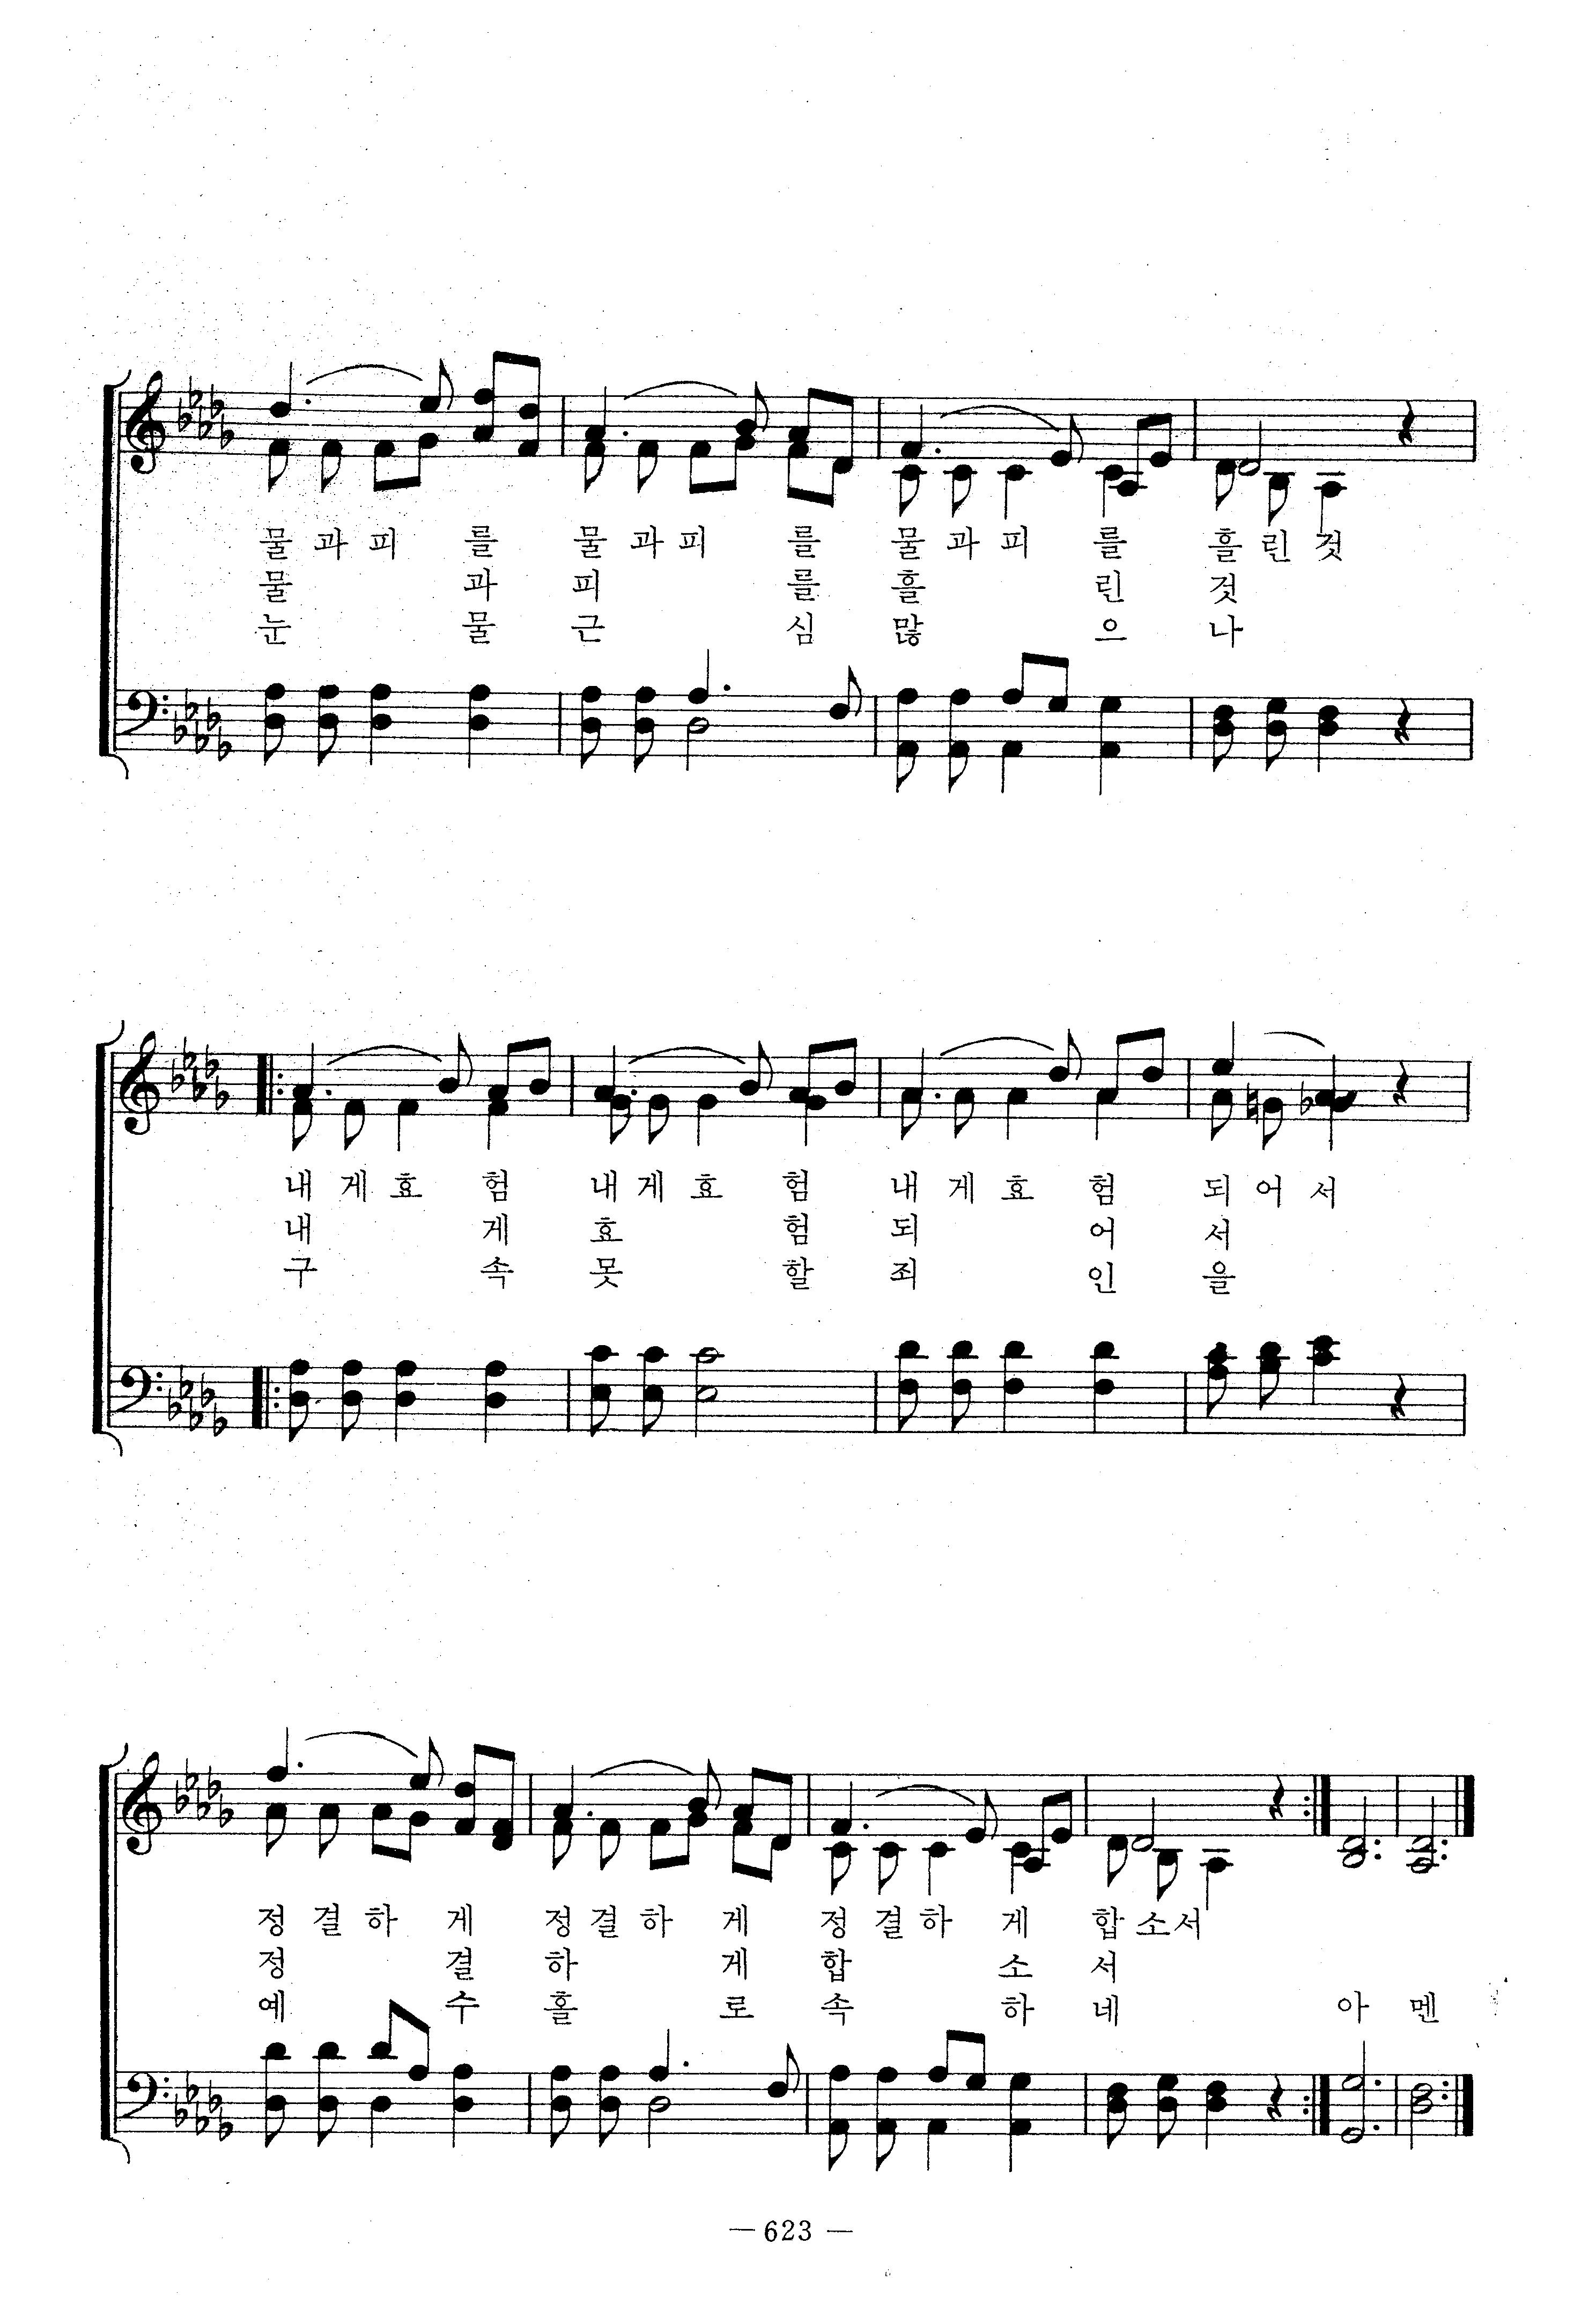 물과피 를 물과피 를 물과피 를 흘린것
물 과 피 를 흘 린 것
눈 물 근 심 많 으 나
내게효 험 내게효 험 내게효 험 되어서
내 게 효 험 되 어 서
구 속 못 할 죄 인 을
정결하 게 정결하 게 정결하 게 합소서
정 결 하 게 합 소 서
예 수 홀 로 속 하 네 아 멘
— 623 —